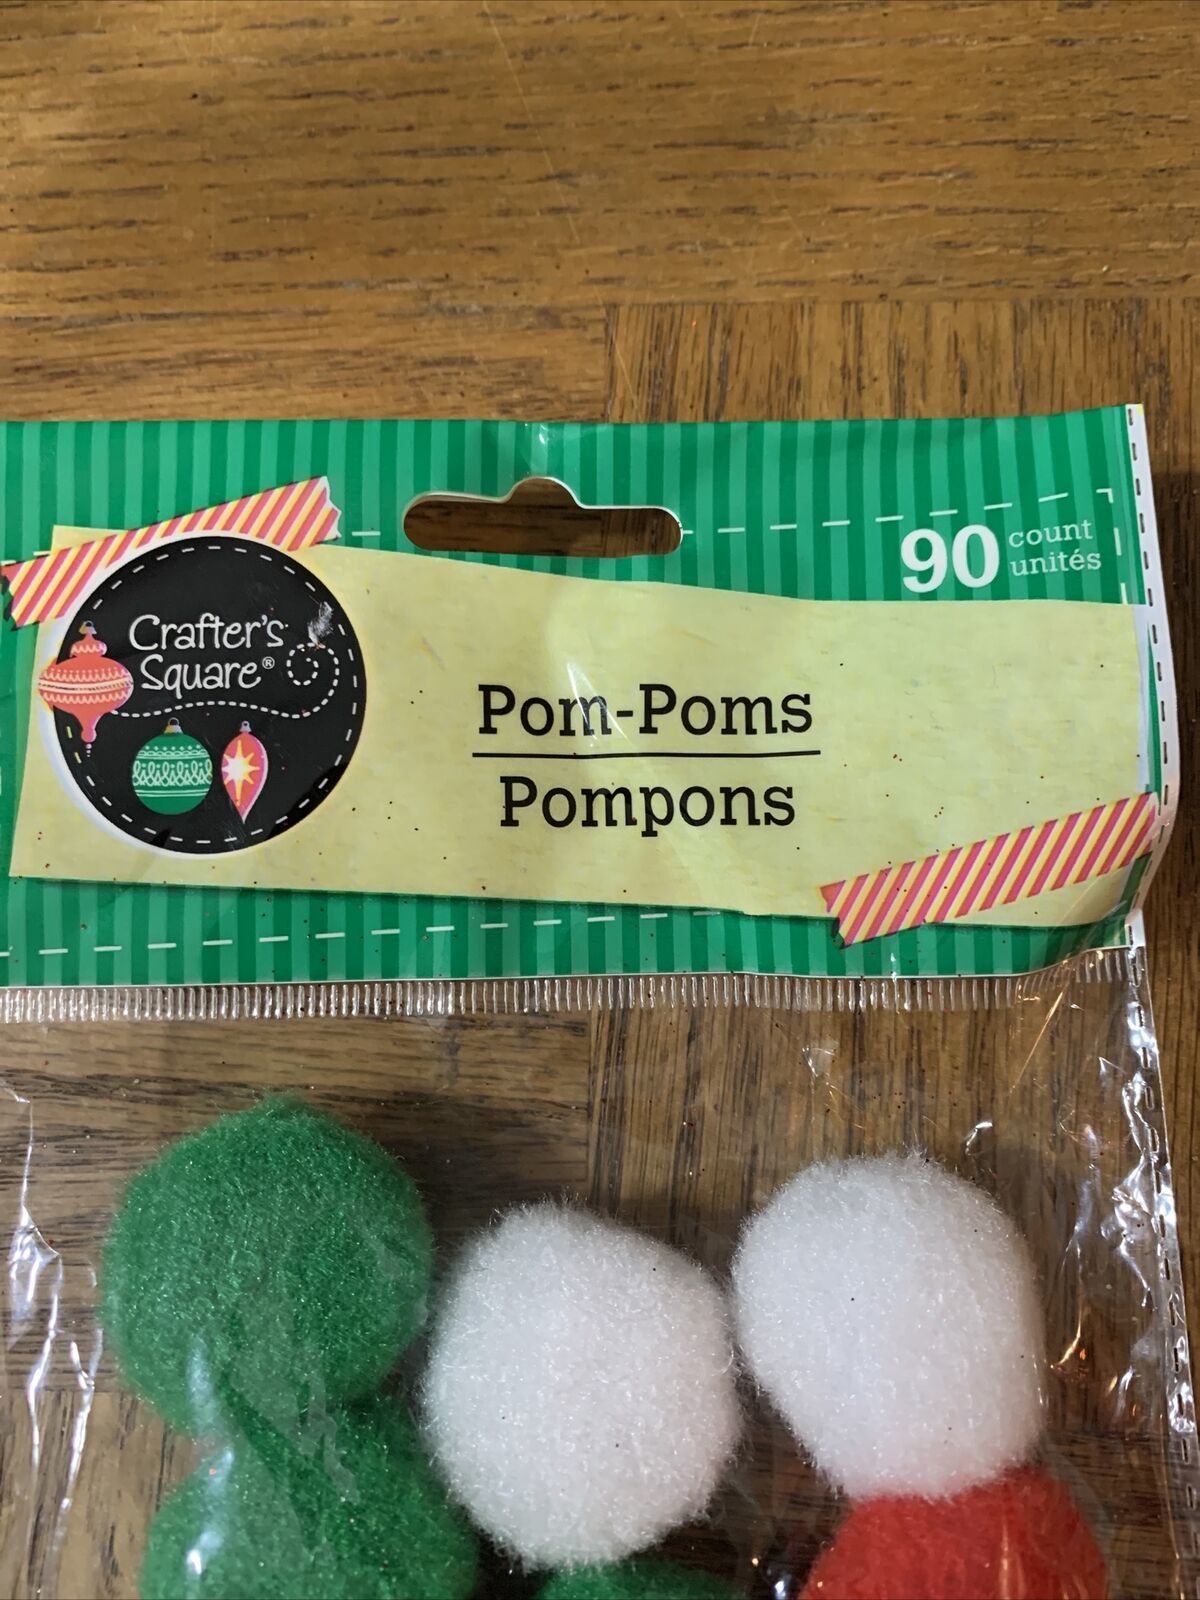 90 count
unités
Crafter's
Square®
Pom-Poms
Pompons